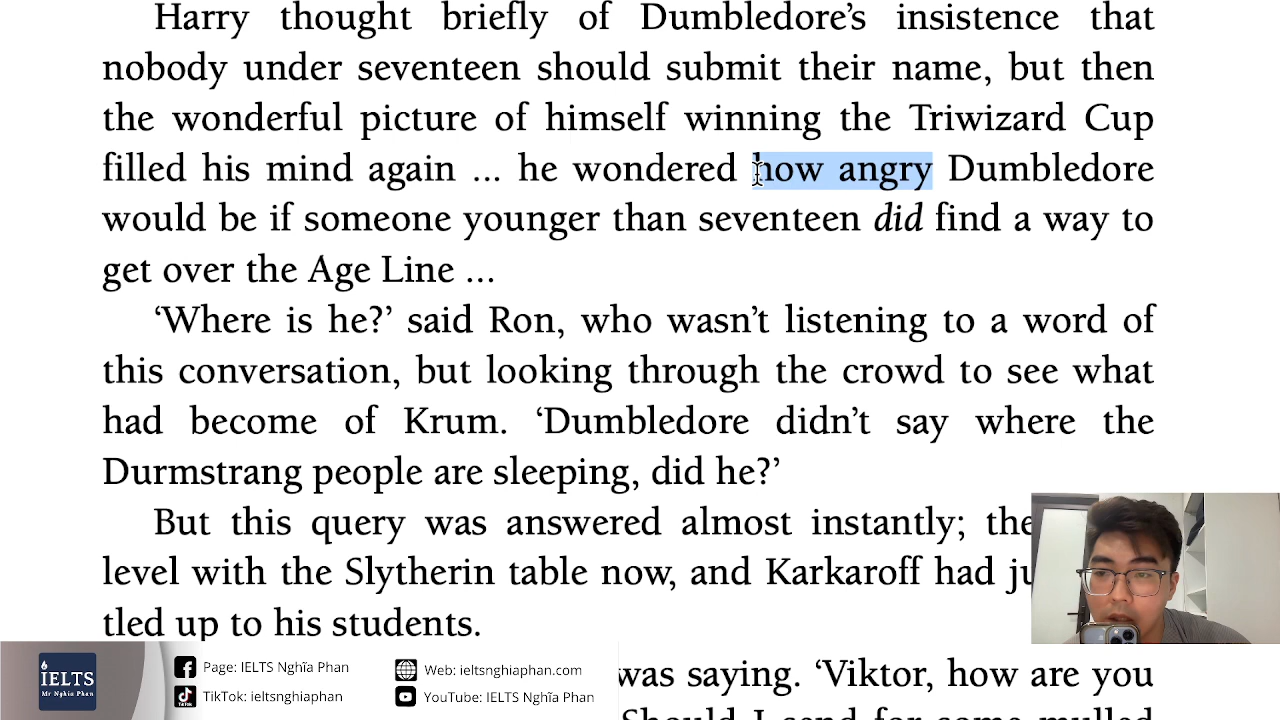 Harry thought briefly of Dumbledore’s insistence that
nobody under seventeen should submit their name, but then
the wonderful picture of himself winning the Triwizard Cup
filled his mind again ... he wondered how angry Dumbledore
would be if someone younger than seventeen did find a way to
get over the Age Line ...
‘Where is he?’ said Ron, who wasn’t listening to a word of
this conversation, but looking through the crowd to see what
had become of Krum. ‘Dumbledore didn’t say where the
Durmstrang people are sleeping, did he?’
But this query was answered almost instantly;
level with the Slytherin table now, and Karkaroff had
tled up to his students.
was saying. ‘Viktor, how are you
Should I send for some mulled
IELTS
Mr Nghia Phan
Page: IELTS Nghĩa Phan
TikTok: ieltsnghiaphan
Web: ieltsnghiaphan.com
YouTube: IELTS Nghĩa Phan